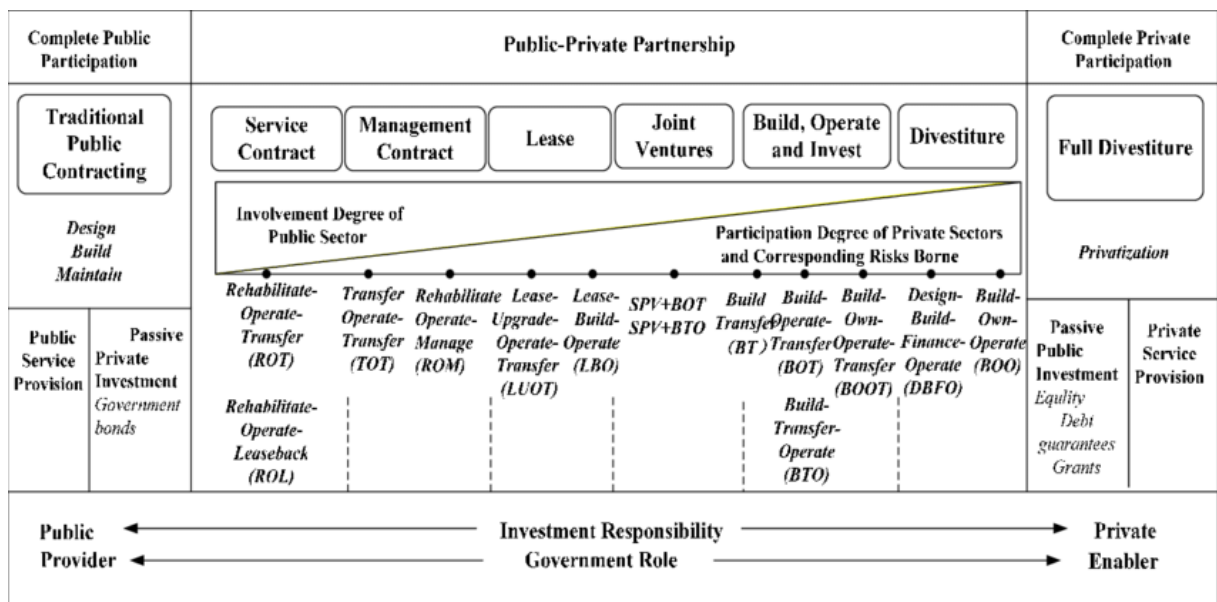 Complete Public
Participation
Public-Private Partnership
Complete Private
Participation
Traditional
Public
Contracting
Service
Contract
Management
Contract
Lease
Joint
Ventures
Build, Operate
and Invest
Divestiture
Full Divestiture
Design
Build
Maintain
Involvement Degree of
Public Sector
Participation Degree of Private Sectors
and Corresponding Risks Borne
Privatization
Public
Service
Provision
Passive
Private
Investment
Government
bonds
Rehabilitate-
Operate-
Transfer
(ROT)
Rehabilitate-
Operate-
Leaseback
(ROL)
Transfer
Operate-
Transfer
(TOT)
Rehabilitate
Operate-
Manage
(ROM)
Lease-
Upgrade-
Operate-
Transfer
(LUOT)
Lease-
Build-
Operate
(LBO)
SPV+BOT
SPV+BTO
Build
Transfer
(BT)
Build-
Operate-
Transfer
(BOT)
Build-
Transfer-
Operate
(BTO)
Build-
Own-
Operate-
Transfer
(BOOT)
Design-
Build-
Finance-
Operate
(DBFO)
Build-
Own-
Operate
(BOO)
Passive
Public
Investment
Equlity
Debt
guarantees
Grants
Private
Service
Provision
Public
Investment Responsibility
Private
Provider
Government Role
Enabler